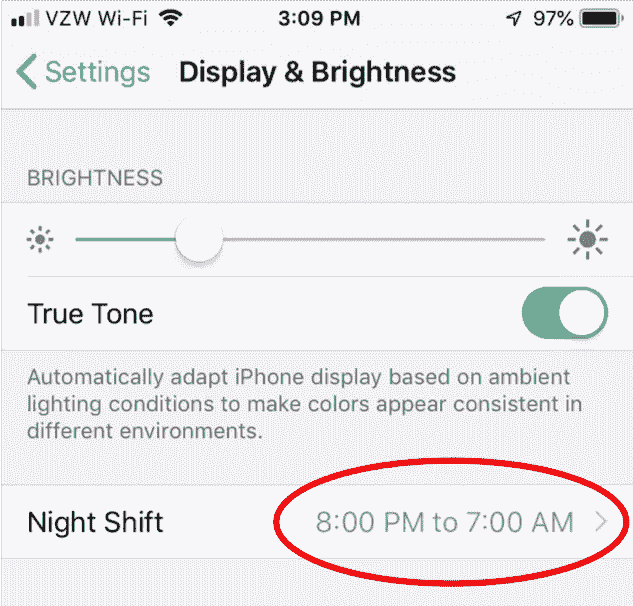 VZW Wi-Fi 3:09 PM 97%
Settings Display & Brightness
BRIGHTNESS
True Tone
Automatically adapt iPhone display based on ambient
lighting conditions to make colors appear consistent in
different environments.
Night Shift 8:00 PM to 7:00 AM